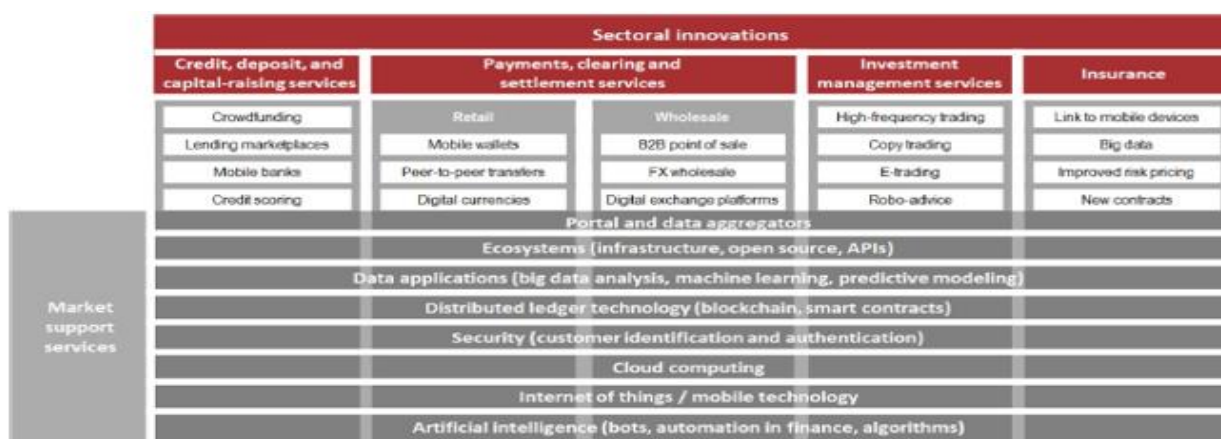 Sectoral innovations
Credit, deposit, and
capital-raising services
Payments, clearing and
settlement services
Investment
management services
Insurance
Crowdfunding
Lending marketplaces
Mobile banks
Credit scoring
Retail
Mobile wallets
Peer-to-peer transfers
Digital currencies
Wholesale
B2B point of sale
FX wholesale
Digital exchange platforms
High-frequency trading
Copy trading
E-trading
Robo-advice
Link to mobile devices
Big data
Improved risk pricing
New contracts
Market
support
services
Portal and data aggregators
Ecosystems (infrastructure, open source, APIs)
Data applications (big data analysis, machine learning, predictive modeling)
Distributed ledger technology (blockchain, smart contracts)
Security (customer identification and authentication)
Cloud computing
Internet of things / mobile technology
Artificial intelligence (bots, automation in finance, algorithms)